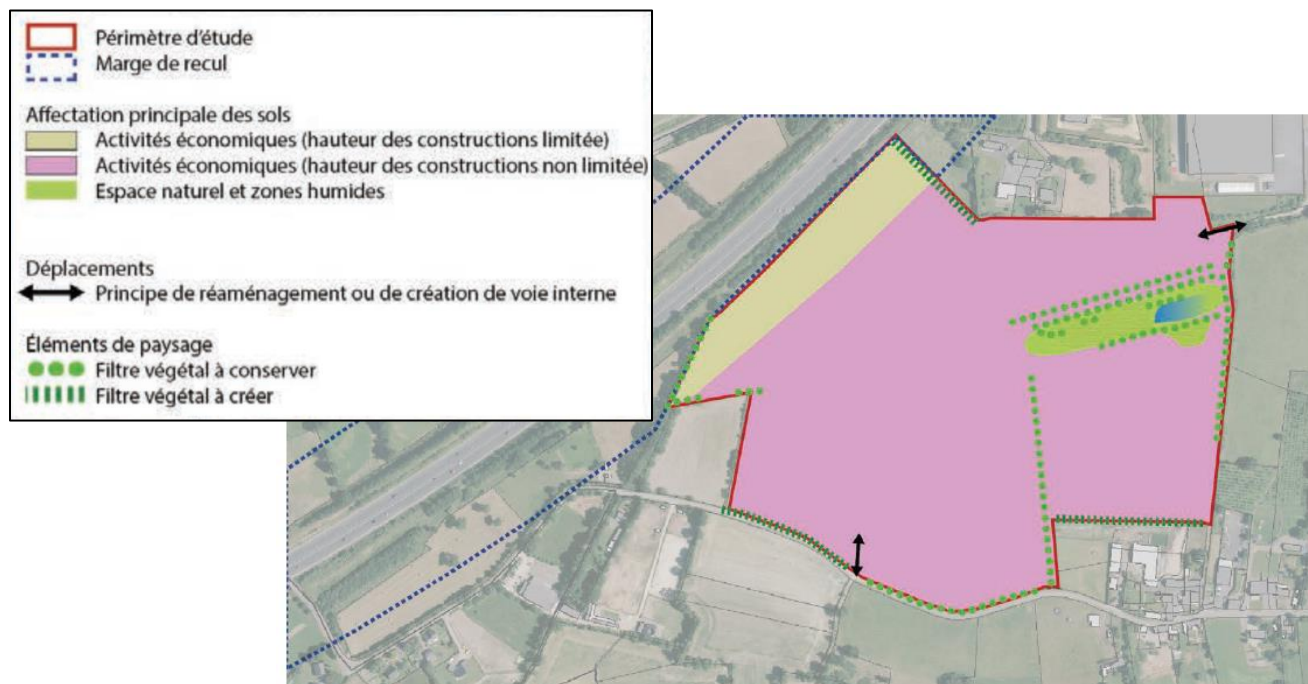 Périmètre d'étude
Marge de recul
Affectation principale des sols
Activités économiques (hauteur des constructions limitée)
Activités économiques (hauteur des constructions non limitée)
Espace naturel et zones humides
Déplacements
Principe de réaménagement ou de création de voie interne
Éléments de paysage
Filtre végétal à conserver
Filtre végétal à créer